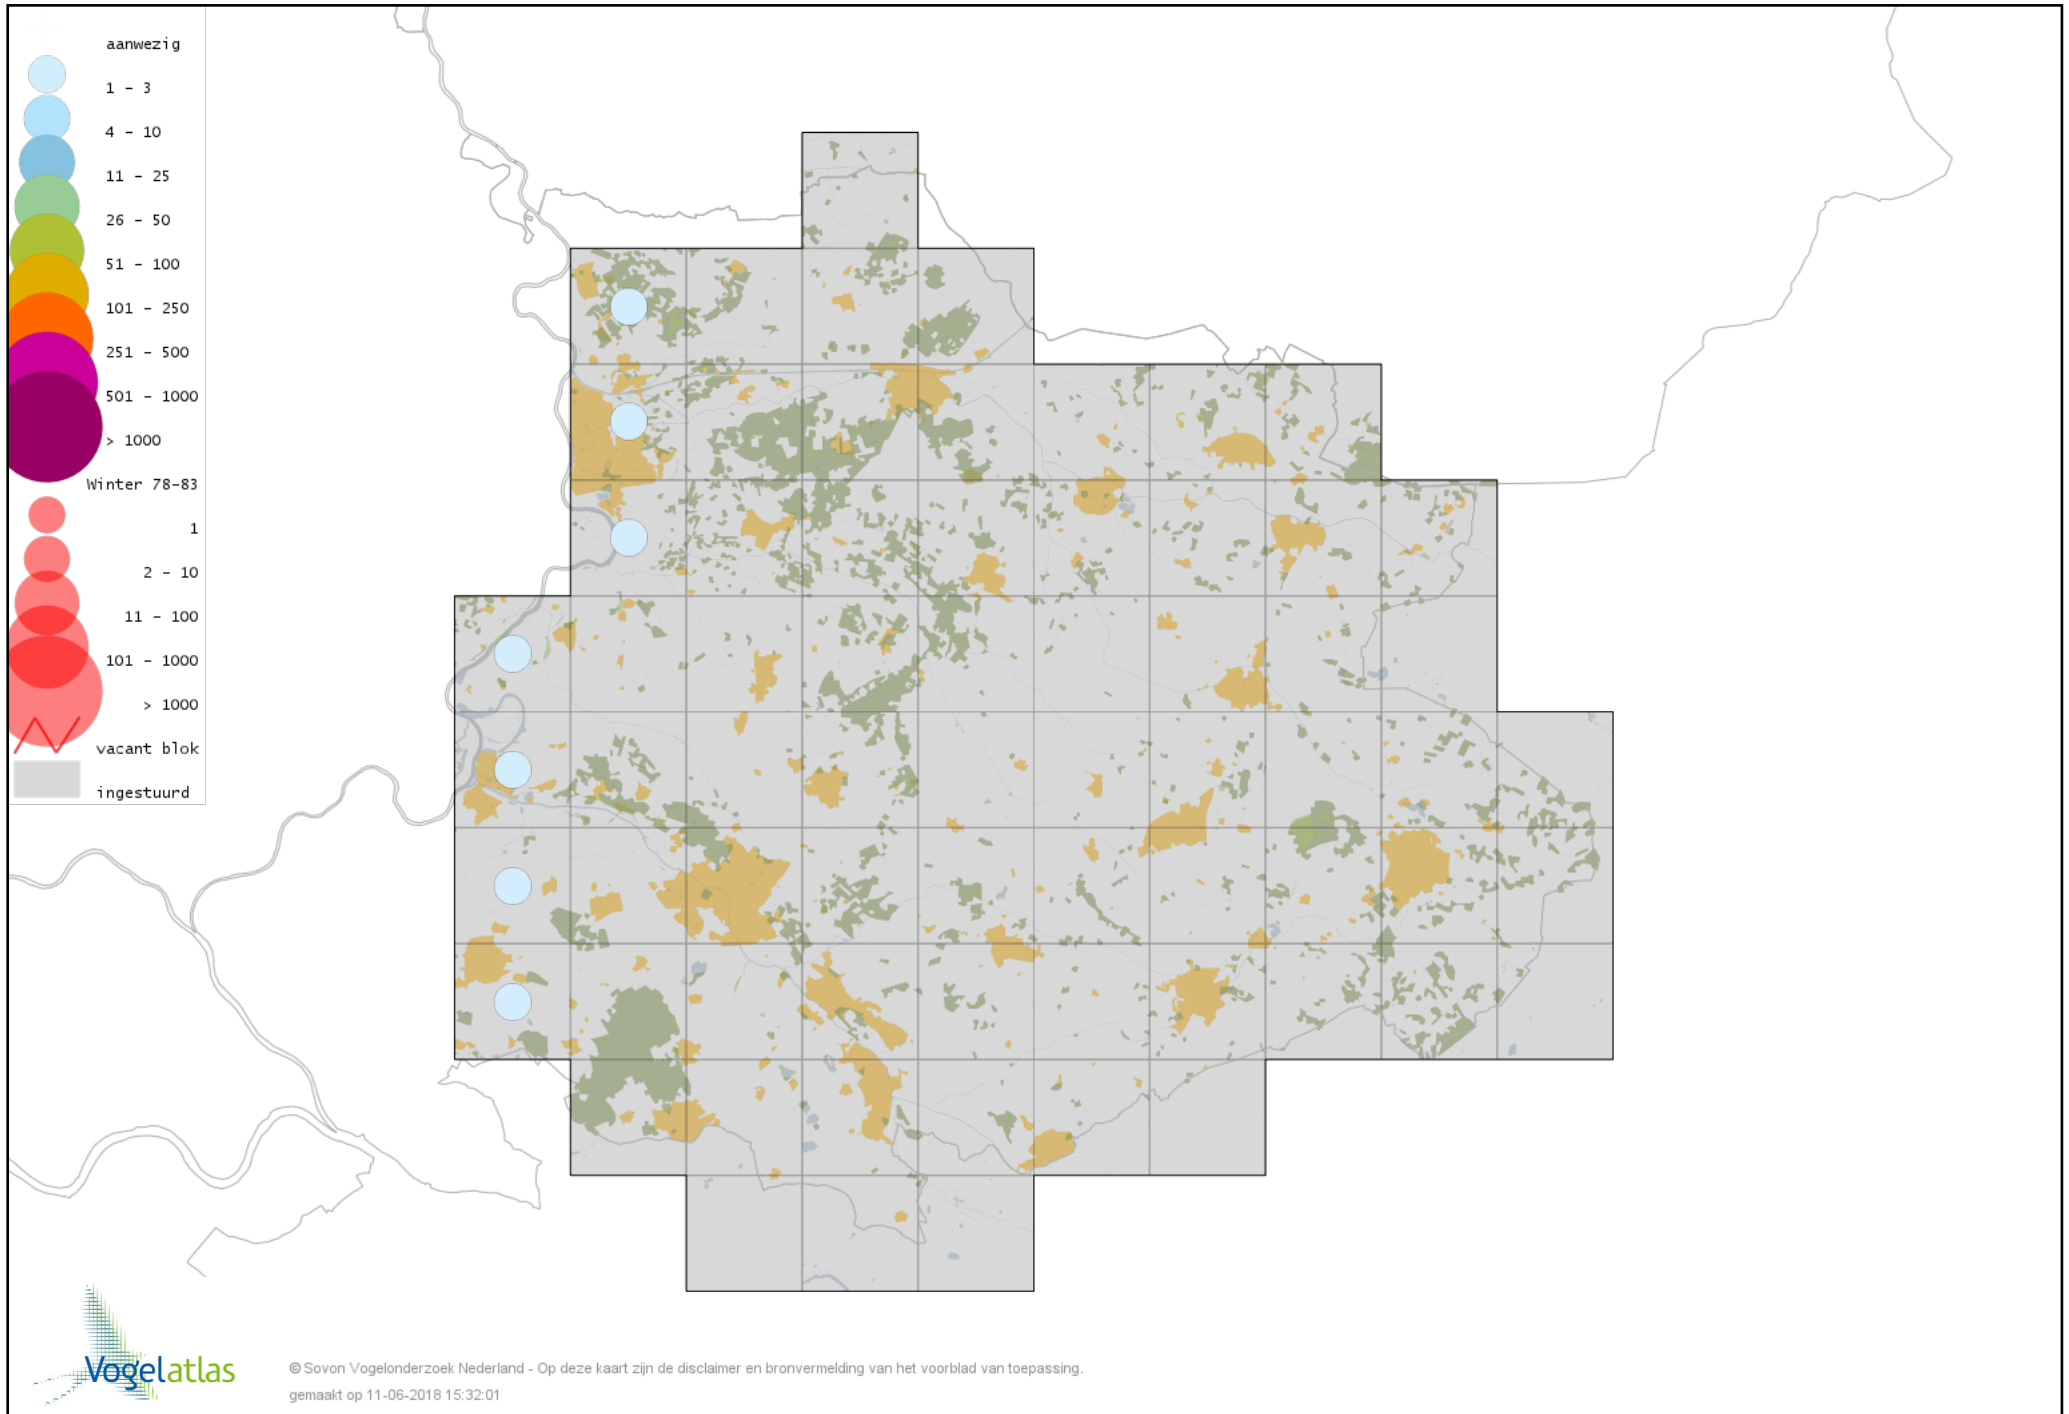 aanwezig
1 - 3
4 - 10
11 - 25
26 - 50
51 - 100
101 - 250
251 - 500
501 - 1000
> 1000
Winter 78-83
1
2 - 10
11 - 100
101 - 1000
> 1000
vacant blok
ingestuurd
Vogelatlas
© Sovon Vogelonderzoek Nederland - Op deze kaart zijn de disclaimer en bronvermelding van het voorblad van toepassing.
gemaakt op 11-06-2018 15:32:01